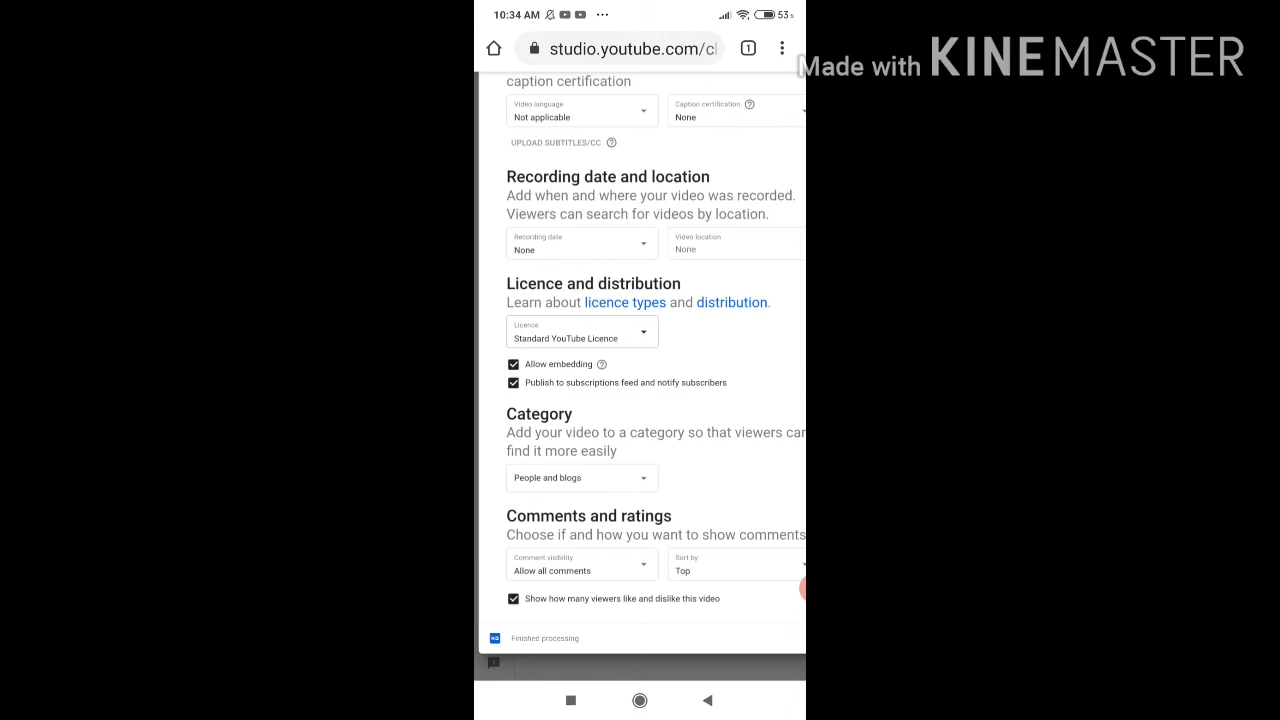 10:34 AM
53
studio.youtube.com/c
1
Made with KINEMASTER
caption certification
Video language
Not applicable
Caption certification
None
UPLOAD SUBTITLES/CC
Recording date and location
Add when and where your video was recorded.
Viewers can search for videos by location.
Recording date
None
Video location
None
Licence and distribution
Learn about licence types and distribution.
Licence
Standard YouTube Licence
Allow embedding
Publish to subscriptions feed and notify subscribers
Category
Add your video to a category so that viewers can
find it more easily
People and blogs
Comments and ratings
Choose if and how you want to show comments
Comment visibility
Allow all comments
Sort by
Top
Show how many viewers like and dislike this video
Finished processing